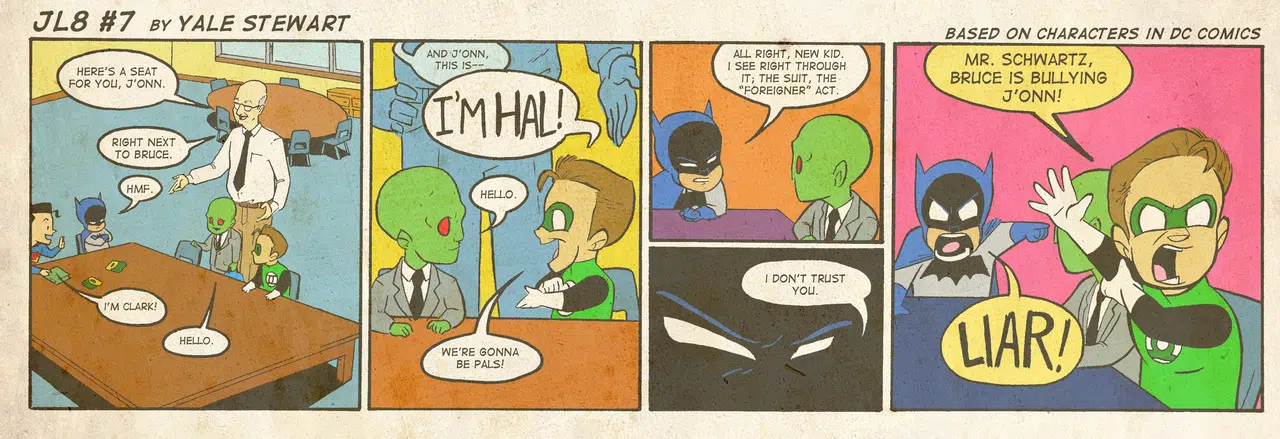 JL8 #7 BY YALE STEWART
BASED ON CHARACTERS IN DC COMICS
HERE'S A SEAT
FOR YOU, J'ONN.
RIGHT NEXT
TO BRUCE.
HMF.
I'M CLARK!
HELLO.
AND J'ONN,
THIS IS--
I'M HAL!
HELLO.
WE'RE GONNA
BE PALS!
ALL RIGHT, NEW KID.
I SEE RIGHT THROUGH
IT; THE SUIT, THE
"FOREIGNER" ACT.
I DON'T TRUST
YOU.
MR. SCHWARTZ,
BRUCE IS BULLYING
J'ONN!
LIAR!